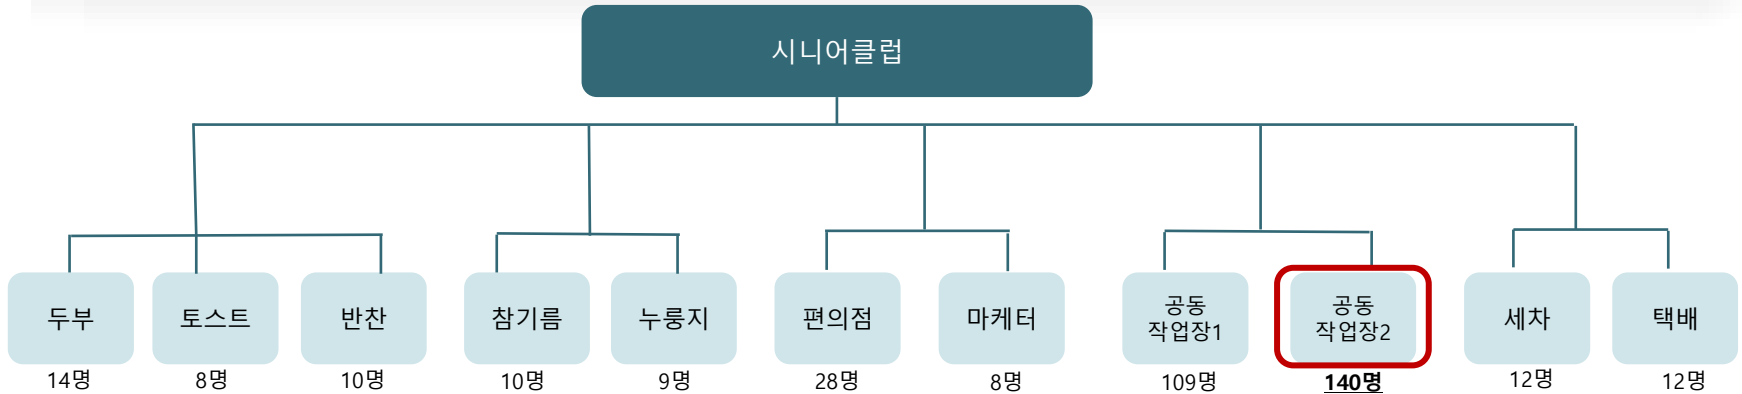 시니어클럽
두부
토스트
반찬
참기름
누룽지
편의점
마케터
공동
작업장1
공동
작업장2
세차
택배
14명
8명
10명
10명
9명
28명
8명
109명
140명
12명
12명